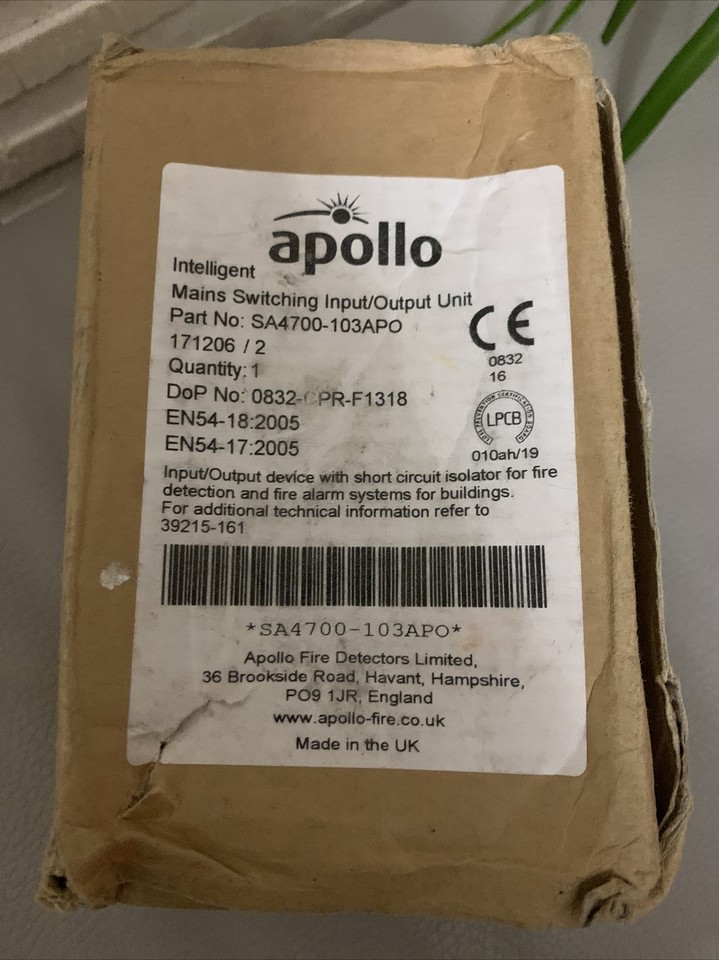 apollo
Intelligent
Mains Switching Input/Output Unit
Part No: SA4700-103APO
171206 / 2
Quantity: 1
DoP No: 0832-CPR-F1318
EN54-18:2005
EN54-17:2005
CE
0832
16
LOSS PREVENTION CERTIFICATION BOARD
LPCB
010ah/19
Input/Output device with short circuit isolator for fire
detection and fire alarm systems for buildings.
For additional technical information refer to
39215-161
*SA4700-103APO*
Apollo Fire Detectors Limited,
36 Brookside Road, Havant, Hampshire,
PO9 1JR, England
www.apollo-fire.co.uk
Made in the UK